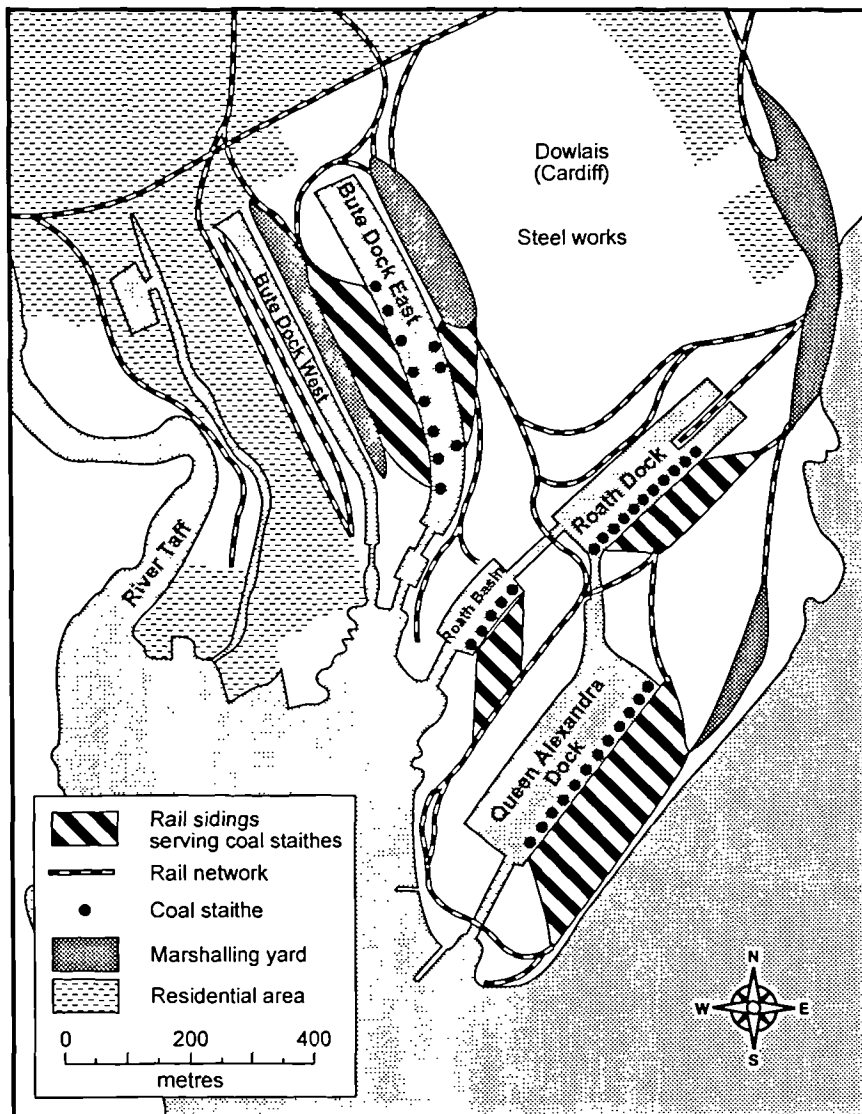 Dowlais
(Cardiff)
Steel works
Bute Dock East
Bute Dock West
Roath Dock
River Taff
Roath Basin
Queen Alexandra
Dock
Rail sidings
serving coal staithes
Rail network
Coal staithe
Marshalling yard
Residential area
0 200 400
metres
N
W E
S